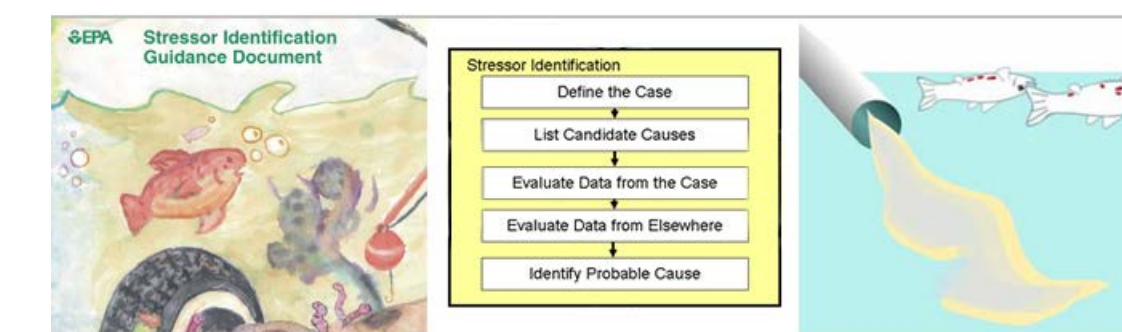 EPA
Stressor Identification
Guidance Document
Stressor Identification
Define the Case
List Candidate Causes
Evaluate Data from the Case
Evaluate Data from Elsewhere
Identify Probable Cause